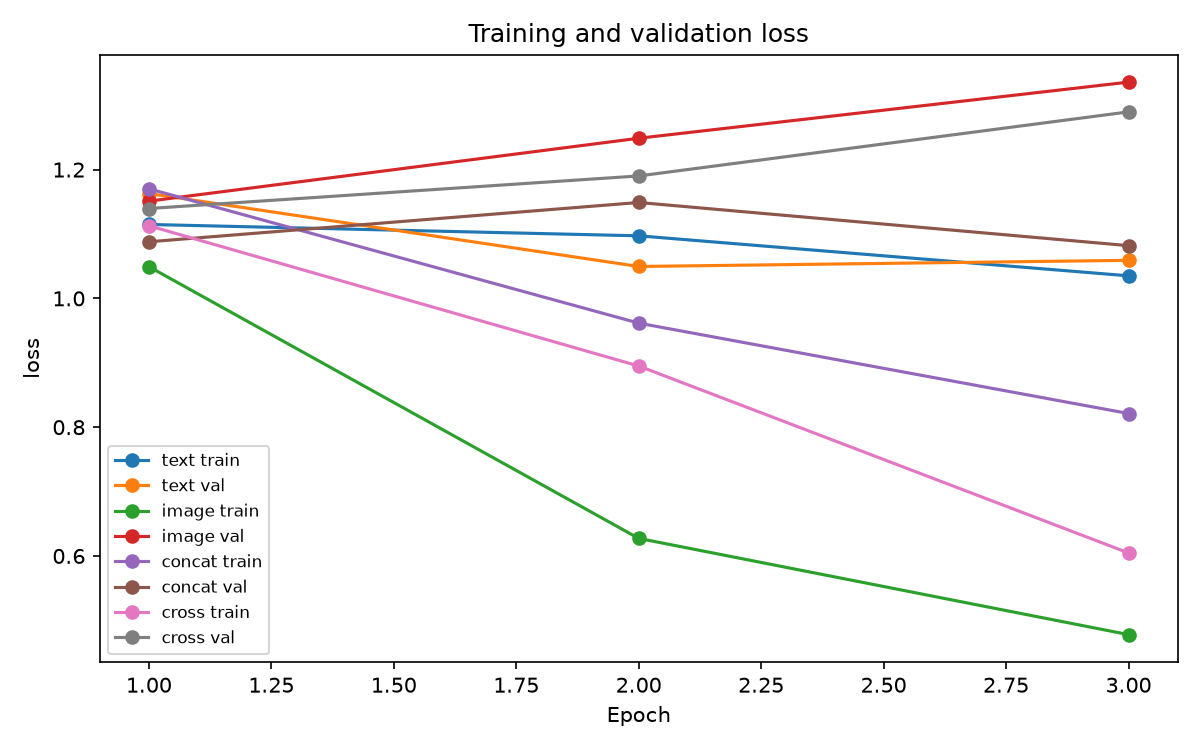 Training and validation loss
loss
1.2
1.0
0.8
0.6
text train
text val
image train
image val
concat train
concat val
cross train
cross val
1.00 1.25 1.50 1.75 2.00 2.25 2.50 2.75 3.00
Epoch